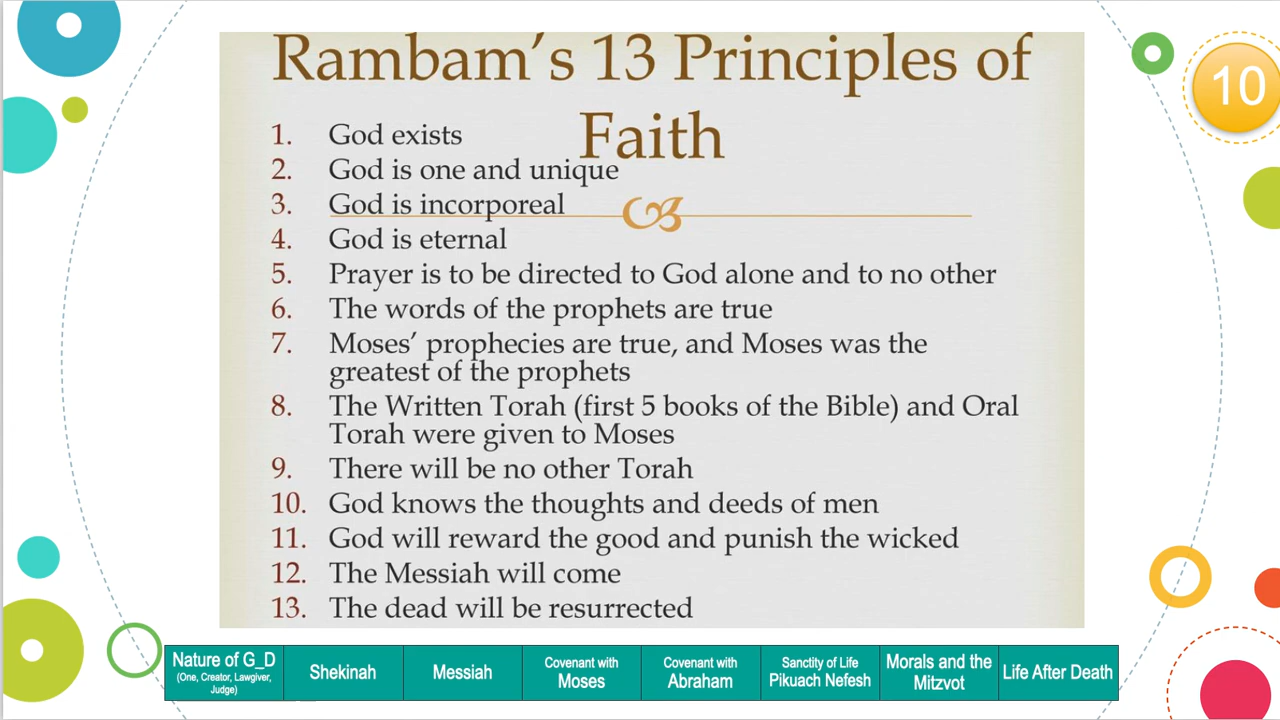 Rambam’s 13 Principles of
Faith
10
1. God exists
2. God is one and unique
3. God is incorporeal
4. God is eternal
5. Prayer is to be directed to God alone and to no other
6. The words of the prophets are true
7. Moses’ prophecies are true, and Moses was the
greatest of the prophets
8. The Written Torah (first 5 books of the Bible) and Oral
Torah were given to Moses
9. There will be no other Torah
10. God knows the thoughts and deeds of men
11. God will reward the good and punish the wicked
12. The Messiah will come
13. The dead will be resurrected
Nature of G_D
(One, Creator, Lawgiver,
Judge)
Shekinah
Messiah
Covenant with
Moses
Covenant with
Abraham
Sanctity of Life
Pikuach Nefesh
Morals and the
Mitzvot
Life After Death